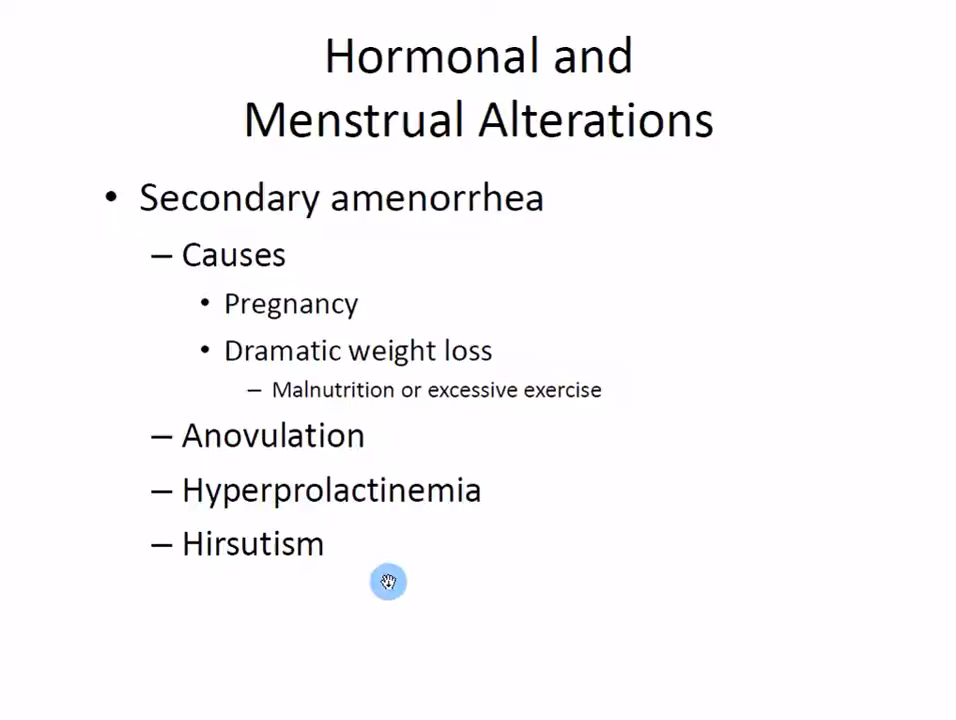 Hormonal and
Menstrual Alterations
• Secondary amenorrhea
– Causes
• Pregnancy
• Dramatic weight loss
– Malnutrition or excessive exercise
– Anovulation
– Hyperprolactinemia
– Hirsutism